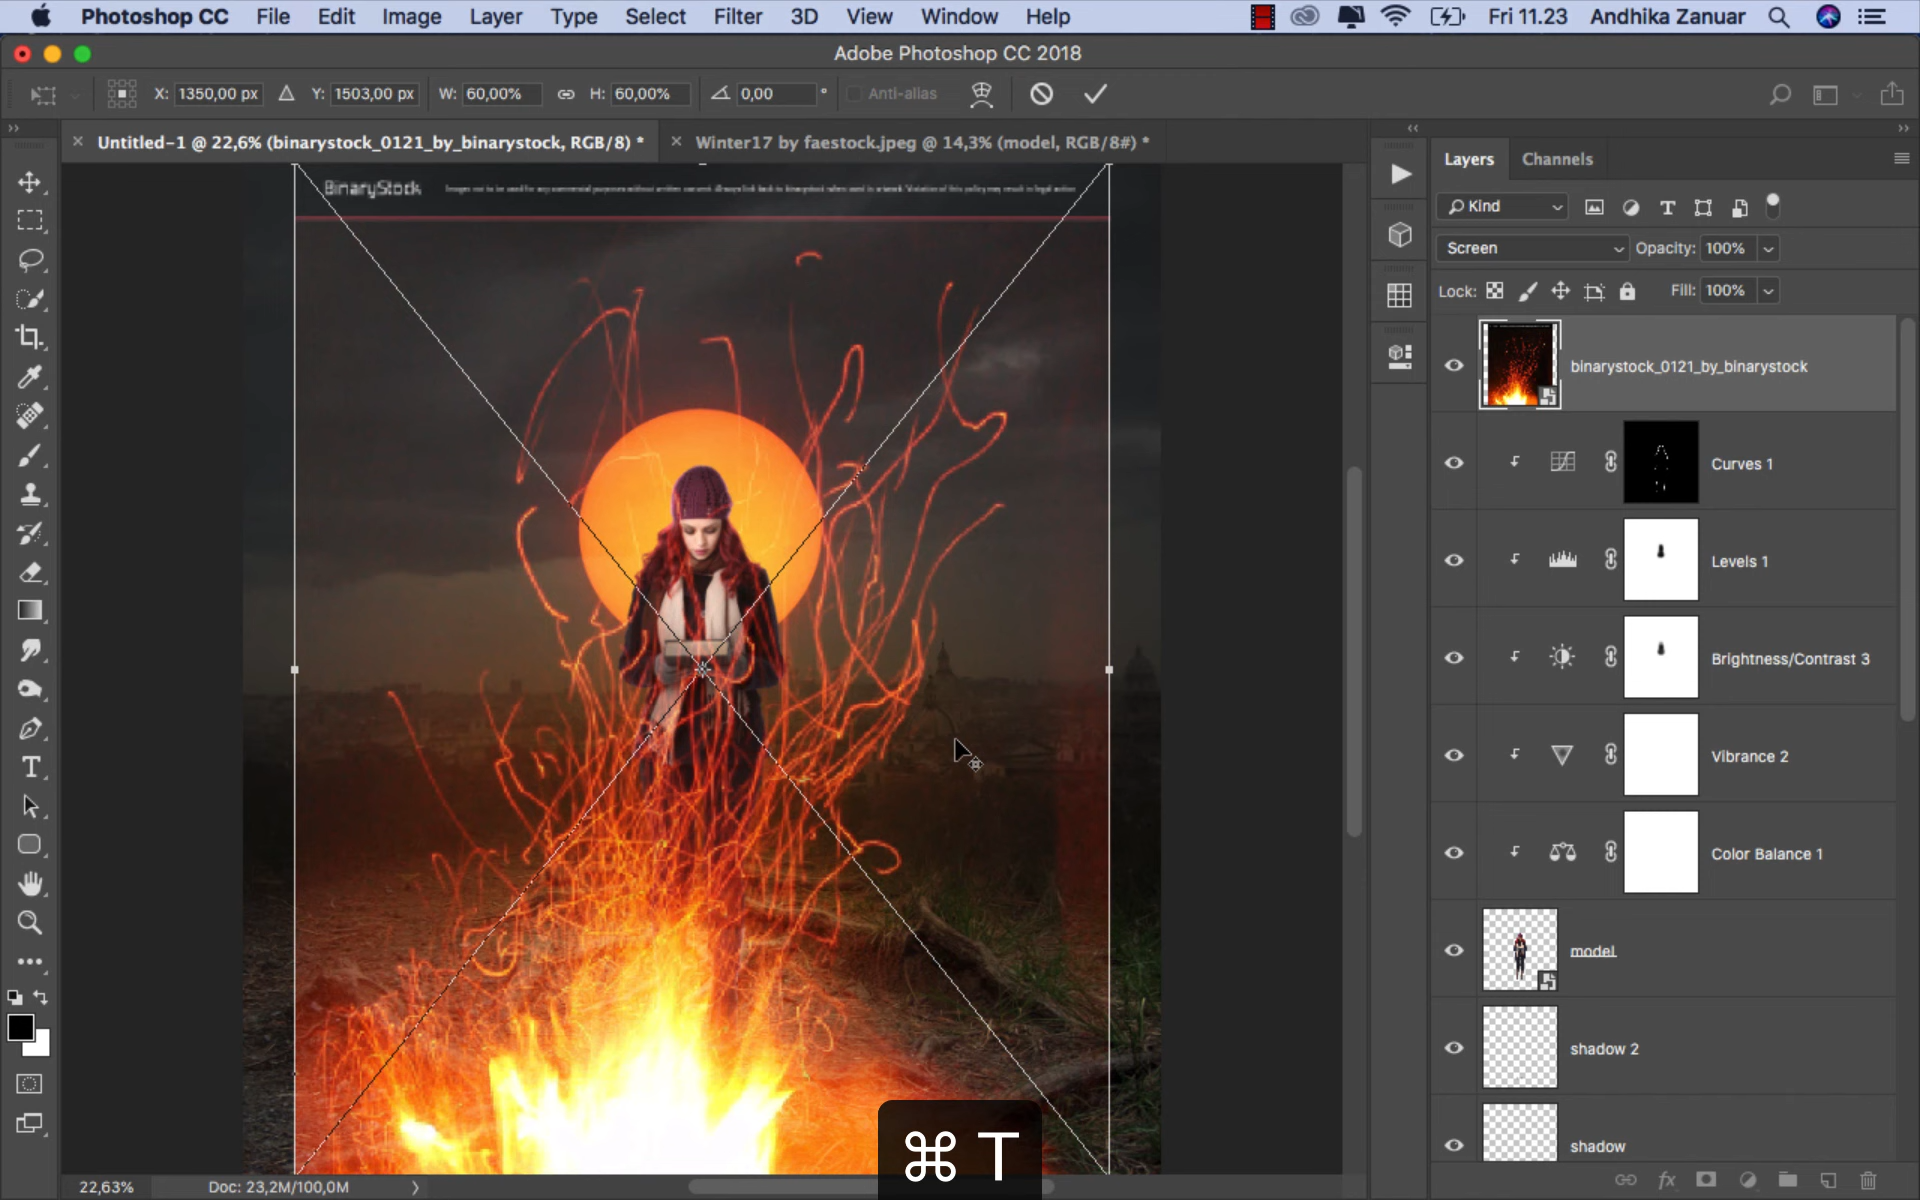 Photoshop CC File Edit Image Layer Type Select Filter 3D View Window Help Fri 11.23 Andhika Zanuar
Adobe Photoshop CC 2018
X: 1350,00 px Y: 1503,00 px W: 60,00% H: 60,00% 0,00 ° Anti-alias
Untitled-1 @ 22,6% (binarystock_0121_by_binarystock, RGB/8) * Winter17 by faestock.jpeg @ 14,3% (model, RGB/8#) *
Layers Channels
BinaryStock
Kind
Screen Opacity: 100%
Lock: Fill: 100%
binarystock_0121_by_binarystock
Curves 1
Levels 1
Brightness/Contrast 3
Vibrance 2
Color Balance 1
model
shadow 2
shadow
⌘ T
22,63% Doc: 23,2M/100,0M